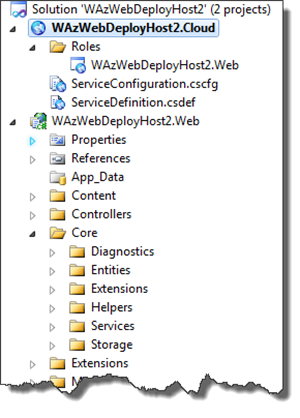 Solution 'WAzWebDeployHost2' (2 projects)
WAzWebDeployHost2.Cloud
Roles
WAzWebDeployHost2.Web
ServiceConfiguration.cscfg
ServiceDefinition.csdef
WAzWebDeployHost2.Web
Properties
References
App_Data
Content
Controllers
Core
Diagnostics
Entities
Extensions
Helpers
Services
Storage
Extensions